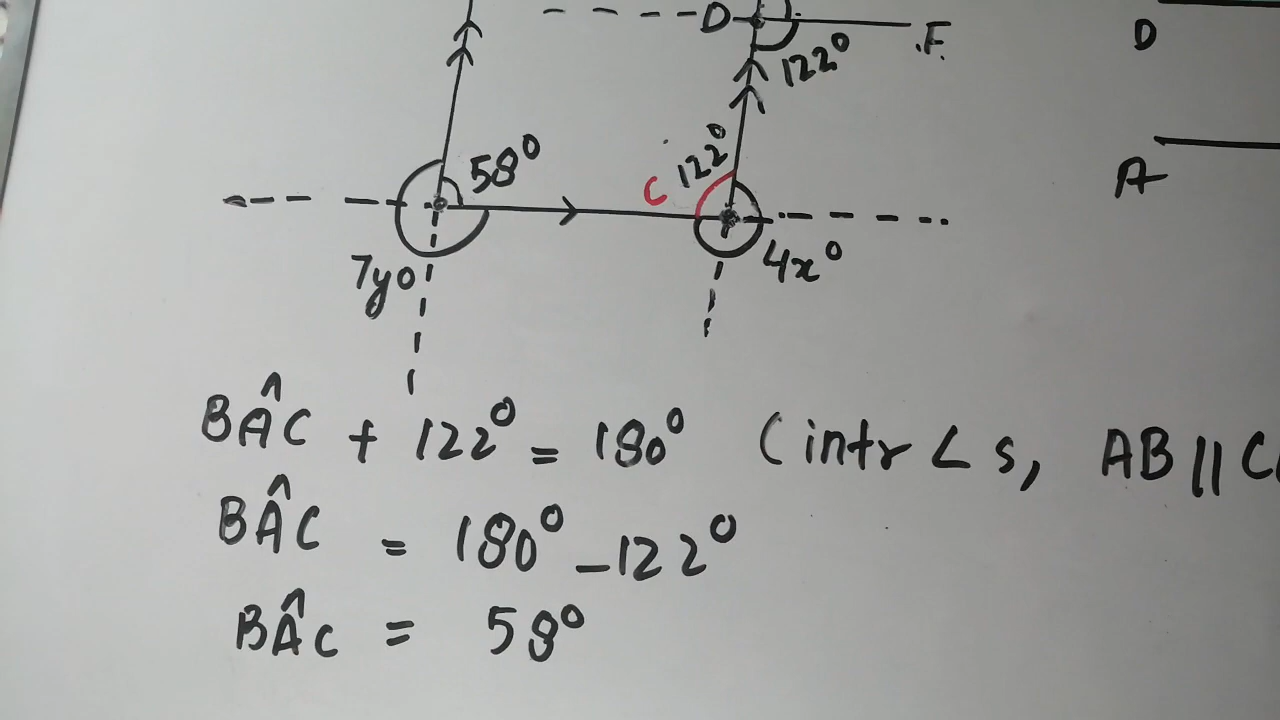 D
.F.
D
122°
58°
C
122°
A
7y°
4x°
BÂC + 122° = 180° (intr < s, AB || C
BÂC = 180° - 122°
BÂC = 58°